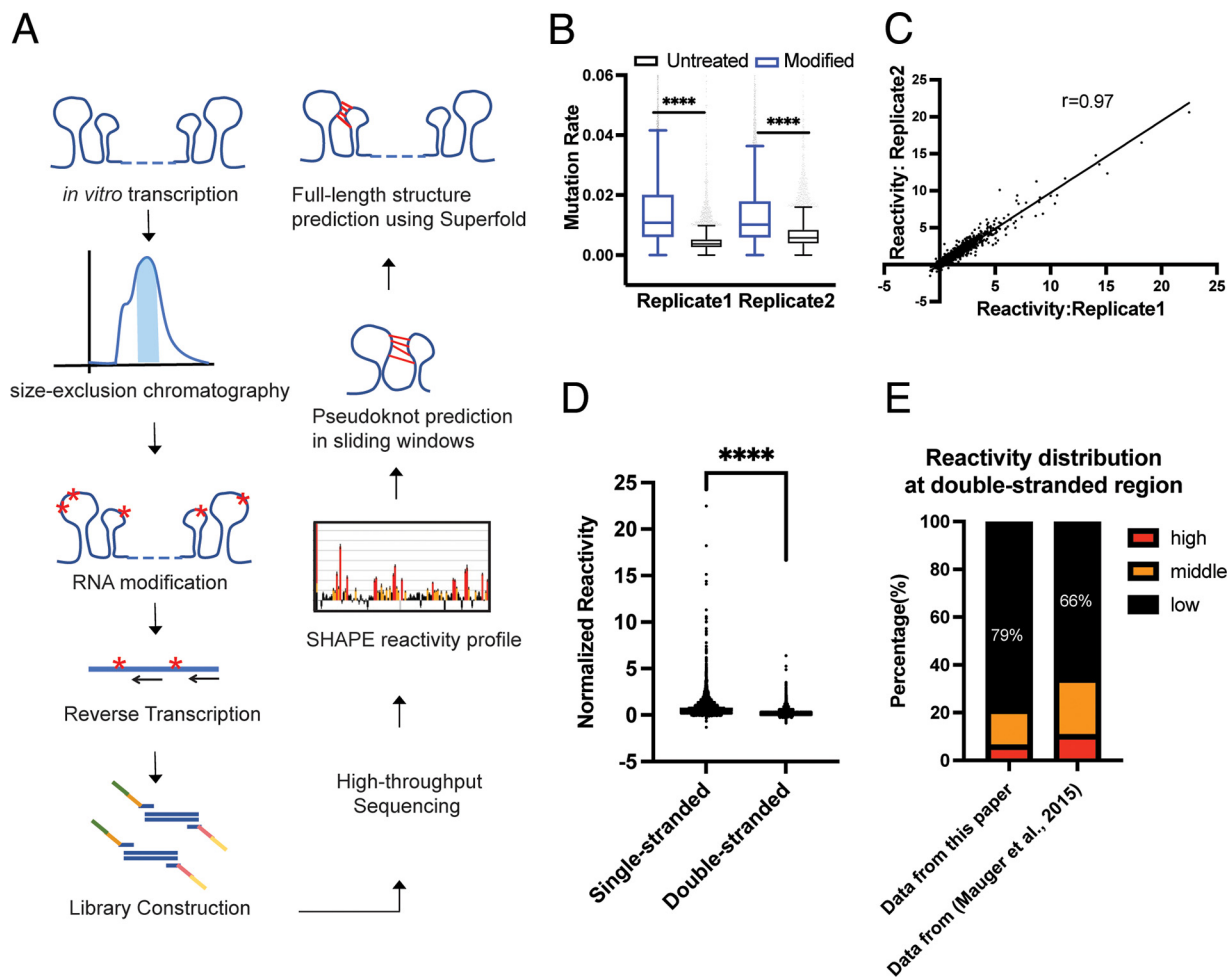 A
in vitro transcription
size-exclusion chromatography
RNA modification
Reverse Transcription
Library Construction
High-throughput
Sequencing
SHAPE reactivity profile
Pseudoknot prediction
in sliding windows
Full-length structure
prediction using Superfold
B
Untreated
Modified
Mutation Rate
0.06
0.04
0.02
0.00
****
****
Replicate1
Replicate2
C
Reactivity: Replicate2
25
20
15
10
5
-5
r=0.97
-5
5
10
15
20
25
Reactivity:Replicate1
D
Normalized Reactivity
25
20
15
10
5
0
-5
****
Single-stranded
Double-stranded
E
Reactivity distribution
at double-stranded region
Percentage(%)
100
80
60
40
20
0
79%
66%
high
middle
low
Data from this paper
Data from (Mauger et al., 2015)